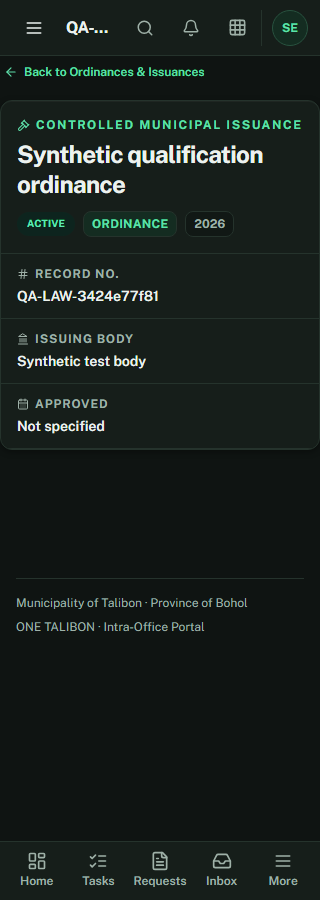 QA-...
SE
Back to Ordinances & Issuances
CONTROLLED MUNICIPAL ISSUANCE
Synthetic qualification
ordinance
ACTIVE ORDINANCE 2026
RECORD NO.
QA-LAW-3424e77f81
ISSUING BODY
Synthetic test body
APPROVED
Not specified
Municipality of Talibon · Province of Bohol
ONE TALIBON · Intra-Office Portal
Home Tasks Requests Inbox More